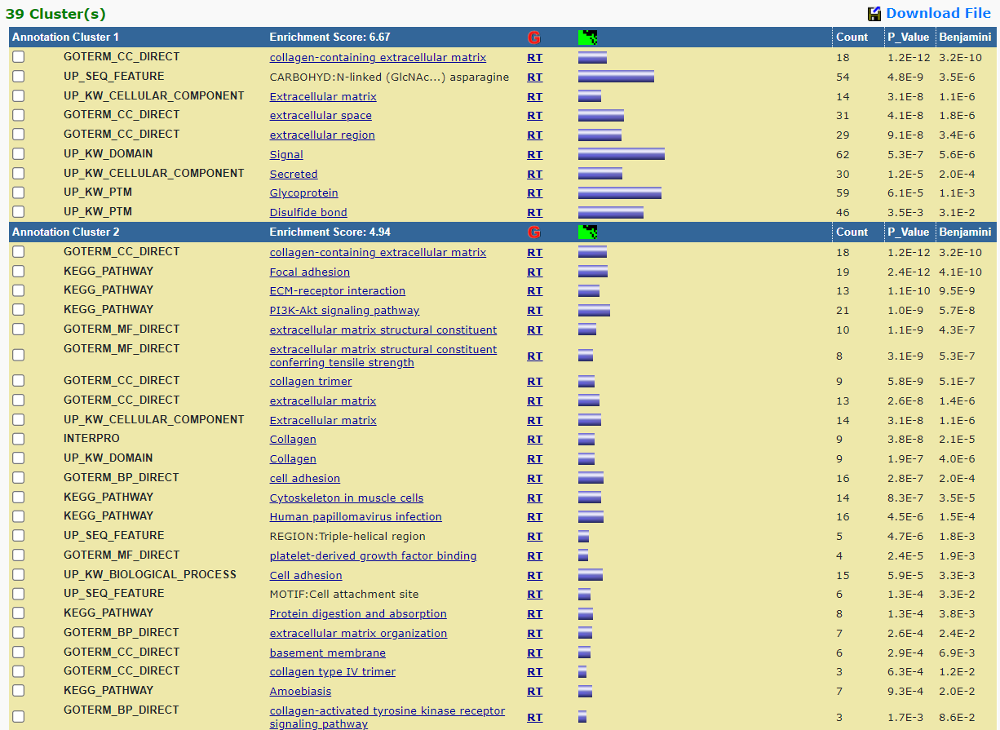 39 Cluster(s) Download File
Annotation Cluster 1 Enrichment Score: 6.67 G Count P_Value Benjamini
GOTERM_CC_DIRECT collagen-containing extracellular matrix RT 18 1.2E-12 3.2E-10
UP_SEQ_FEATURE CARBOHYD:N-linked (GlcNAc...) asparagine RT 54 4.8E-9 3.5E-6
UP_KW_CELLULAR_COMPONENT Extracellular matrix RT 14 3.1E-8 1.1E-6
GOTERM_CC_DIRECT extracellular space RT 31 4.1E-8 1.8E-6
GOTERM_CC_DIRECT extracellular region RT 29 9.1E-8 3.4E-6
UP_KW_DOMAIN Signal RT 62 5.3E-7 5.6E-6
UP_KW_CELLULAR_COMPONENT Secreted RT 30 1.2E-5 2.0E-4
UP_KW_PTM Glycoprotein RT 59 6.1E-5 1.1E-3
UP_KW_PTM Disulfide bond RT 46 3.5E-3 3.1E-2
Annotation Cluster 2 Enrichment Score: 4.94 G Count P_Value Benjamini
GOTERM_CC_DIRECT collagen-containing extracellular matrix RT 18 1.2E-12 3.2E-10
KEGG_PATHWAY Focal adhesion RT 19 2.4E-12 4.1E-10
KEGG_PATHWAY ECM-receptor interaction RT 13 1.1E-10 9.5E-9
KEGG_PATHWAY PI3K-Akt signaling pathway RT 21 1.0E-9 5.7E-8
GOTERM_MF_DIRECT extracellular matrix structural constituent RT 10 1.1E-9 4.3E-7
GOTERM_MF_DIRECT extracellular matrix structural constituent
conferring tensile strength RT 8 3.1E-9 5.3E-7
GOTERM_CC_DIRECT collagen trimer RT 9 5.8E-9 5.1E-7
GOTERM_CC_DIRECT extracellular matrix RT 13 2.6E-8 1.4E-6
UP_KW_CELLULAR_COMPONENT Extracellular matrix RT 14 3.1E-8 1.1E-6
INTERPRO Collagen RT 9 3.8E-8 2.1E-5
UP_KW_DOMAIN Collagen RT 9 1.9E-7 4.0E-6
GOTERM_BP_DIRECT cell adhesion RT 16 2.8E-7 2.0E-4
KEGG_PATHWAY Cytoskeleton in muscle cells RT 14 8.3E-7 3.5E-5
KEGG_PATHWAY Human papillomavirus infection RT 16 4.5E-6 1.5E-4
UP_SEQ_FEATURE REGION:Triple-helical region RT 5 4.7E-6 1.8E-3
GOTERM_MF_DIRECT platelet-derived growth factor binding RT 4 2.4E-5 1.9E-3
UP_KW_BIOLOGICAL_PROCESS Cell adhesion RT 15 5.9E-5 3.3E-3
UP_SEQ_FEATURE MOTIF:Cell attachment site RT 6 1.3E-4 3.3E-2
KEGG_PATHWAY Protein digestion and absorption RT 8 1.3E-4 3.8E-3
GOTERM_BP_DIRECT extracellular matrix organization RT 7 2.6E-4 2.4E-2
GOTERM_CC_DIRECT basement membrane RT 6 2.9E-4 6.9E-3
GOTERM_CC_DIRECT collagen type IV trimer RT 3 6.3E-4 1.2E-2
KEGG_PATHWAY Amoebiasis RT 7 9.3E-4 2.0E-2
GOTERM_BP_DIRECT collagen-activated tyrosine kinase receptor
signaling pathway RT 3 1.7E-3 8.6E-2